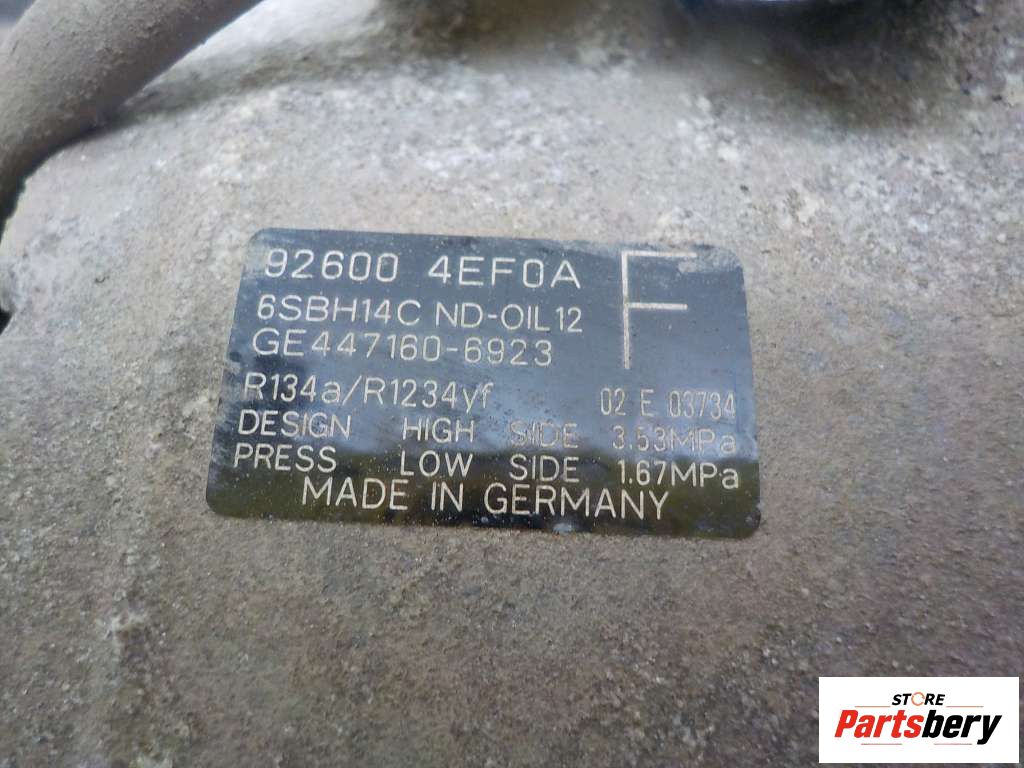 92600 4EF0A F
6SBH14C ND-OIL12
GE447160-6923
R134a/R1234yf 02 E 03734
DESIGN HIGH SIDE 3.53MPa
PRESS LOW SIDE 1.67MPa
MADE IN GERMANY
STORE
Partsbery